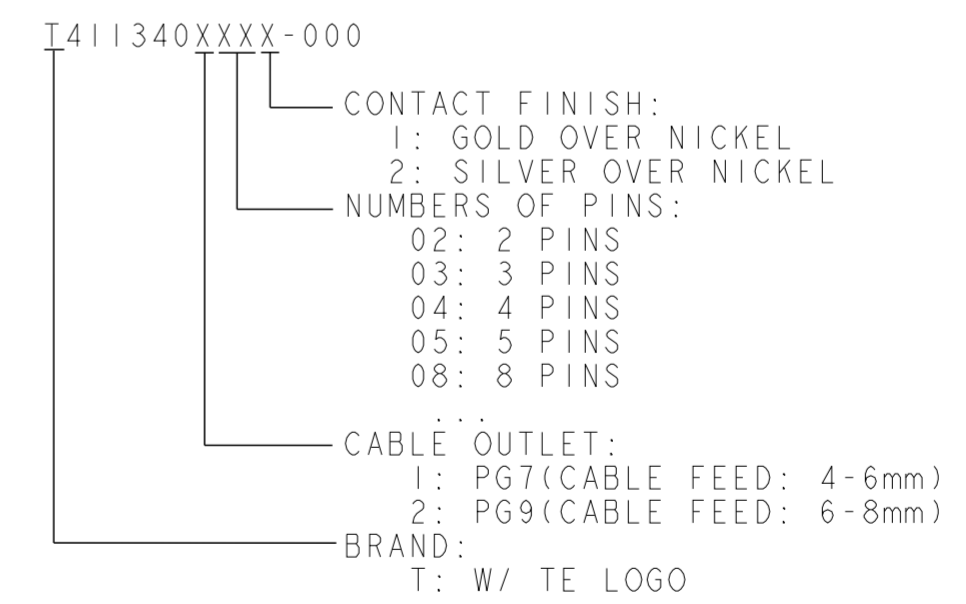 T411340XXXX-000
CONTACT FINISH:
1: GOLD OVER NICKEL
2: SILVER OVER NICKEL
NUMBERS OF PINS:
02: 2 PINS
03: 3 PINS
04: 4 PINS
05: 5 PINS
08: 8 PINS
...
CABLE OUTLET:
1: PG7(CABLE FEED: 4-6mm)
2: PG9(CABLE FEED: 6-8mm)
BRAND:
T: W/ TE LOGO